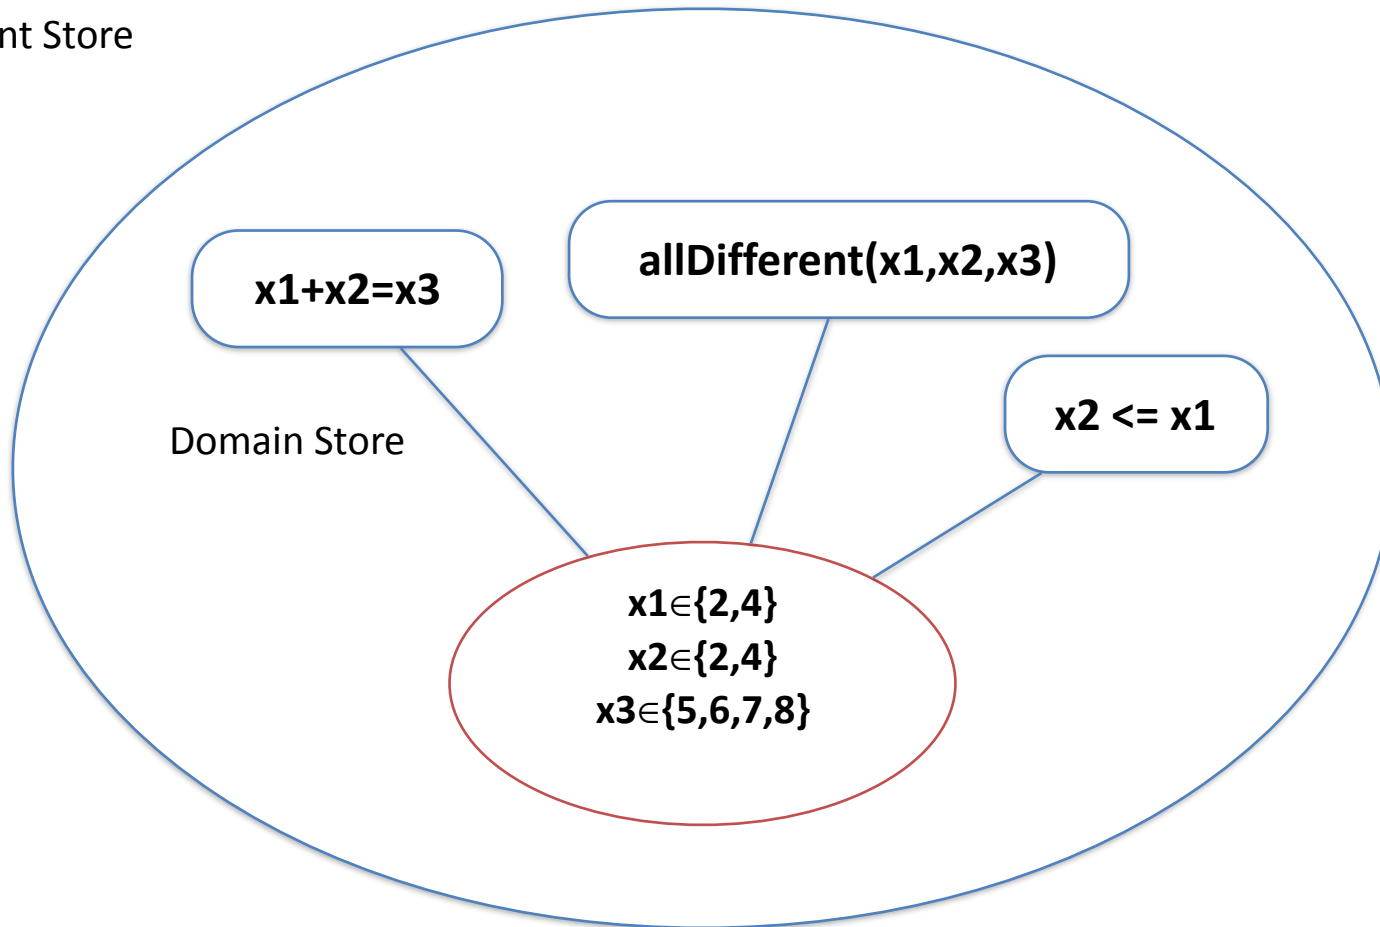 nt Store
allDifferent(x1,x2,x3)
x1+x2=x3
x2 <= x1
Domain Store
x1∈{2,4}
x2∈{2,4}
x3∈{5,6,7,8}